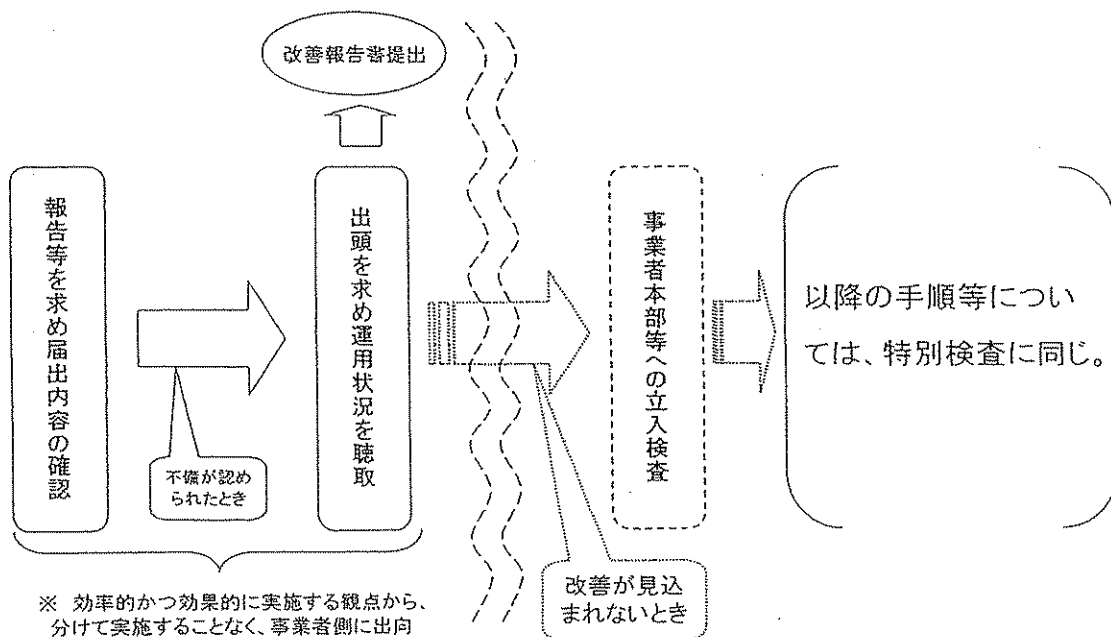 改善報告書提出
報告等を求め届出内容の確認
出頭を求め運用状況を聴取
事業者本部等への立入検査
以降の手順等につい
ては、特別検査に同じ。
不備が認め
られたとき
改善が見込
まれないとき
※ 効率的かつ効果的に実施する観点から、
分けて実施することなく、事業者側に出向